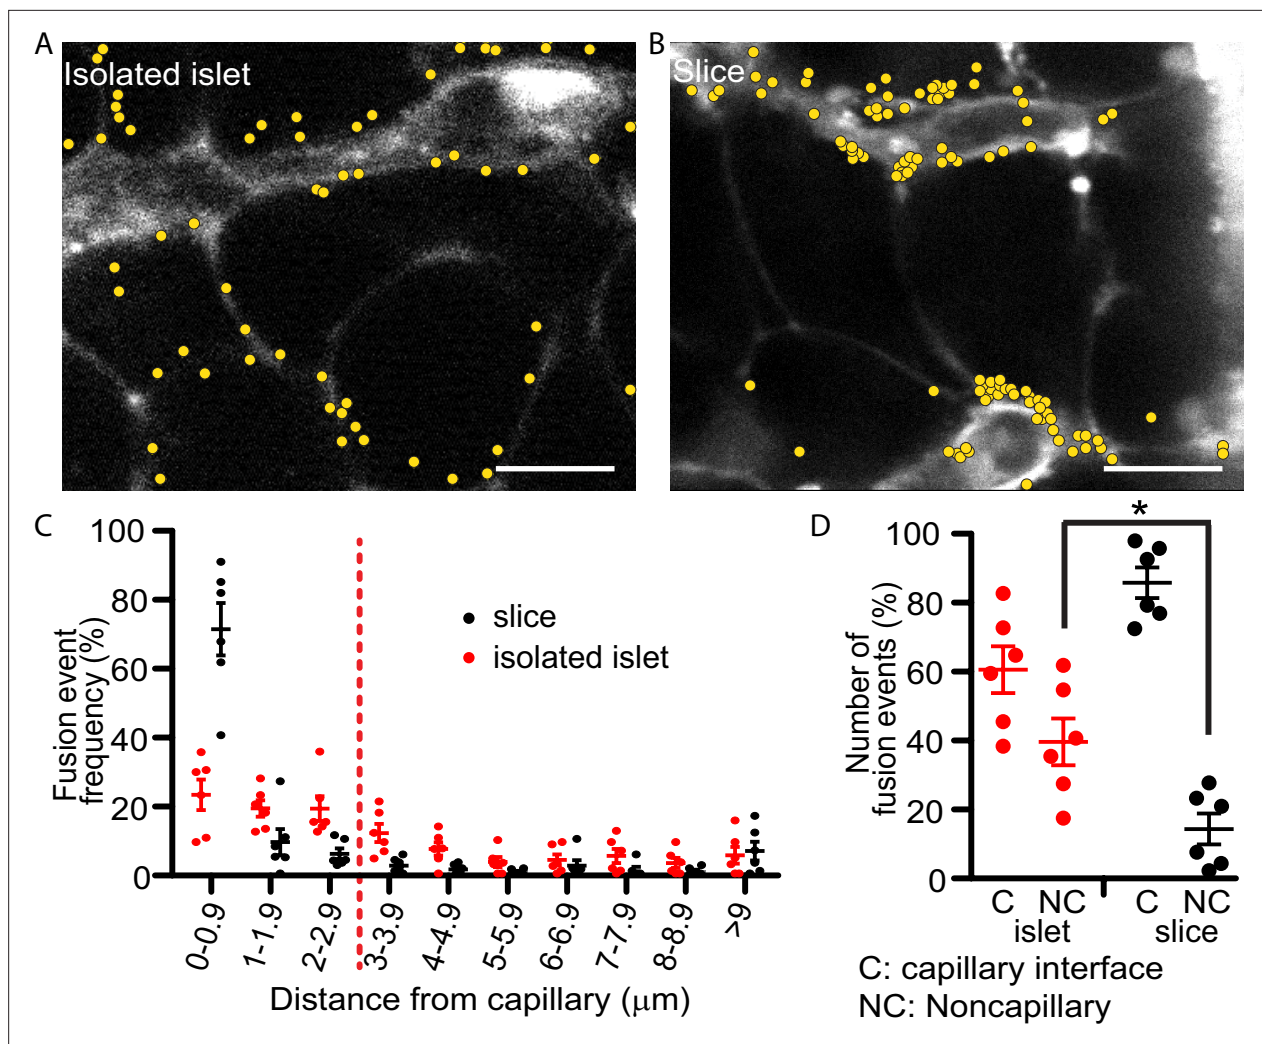 A
Isolated islet
B
Slice
C
Fusion event
frequency (%)
100
80
60
40
20
0
slice
isolated islet
0-0.9
1-1.9
2-2.9
3-3.9
4-4.9
5-5.9
6-6.9
7-7.9
8-8.9
>9
Distance from capillary (μm)
D
*
Number of
fusion events (%)
100
80
60
40
20
0
C NC C NC
islet slice
C: capillary interface
NC: Noncapillary